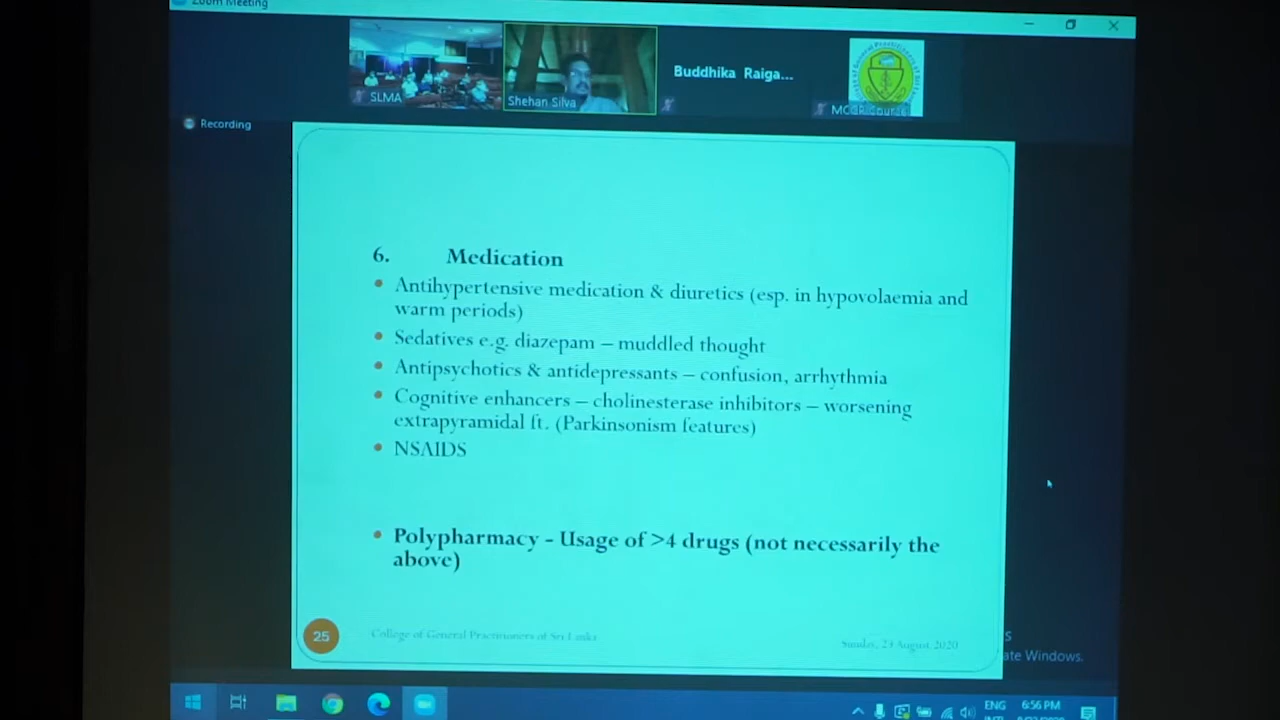 Zoom Meeting
SLMA
Shehan Silva
Buddhika Raiga...
Recording
6. Medication
• Antihypertensive medication & diuretics (esp. in hypovolaemia and
warm periods)
• Sedatives e.g. diazepam – muddled thought
• Antipsychotics & antidepressants – confusion, arrhythmia
• Cognitive enhancers – cholinesterase inhibitors – worsening
extrapyramidal ft. (Parkinsonism features)
• NSAIDS
• Polypharmacy - Usage of >4 drugs (not necessarily the
above)
25
College of General Practitioners of Sri Lanka
Sunday, 23 August 2020
s
ate Windows.
ENG
6:56 PM